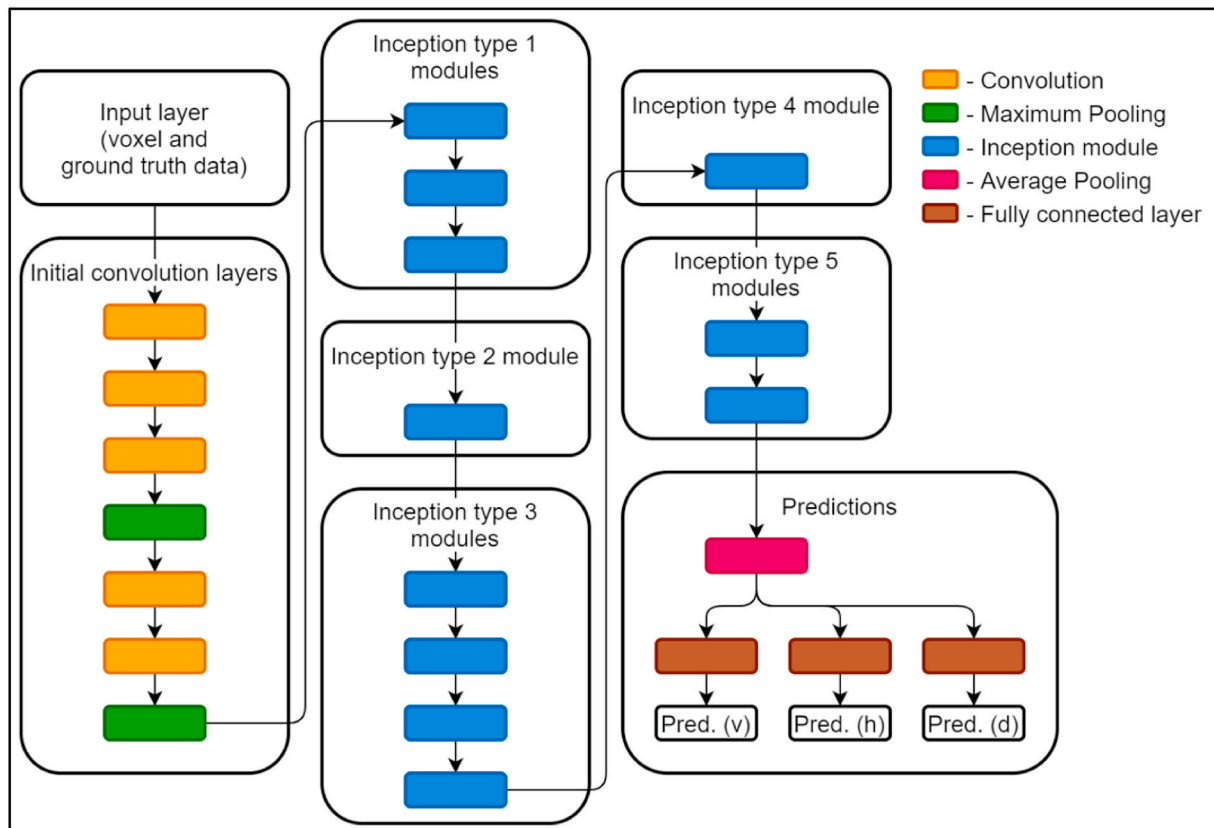 Input layer
(voxel and
ground truth data)
Initial convolution layers
Inception type 1
modules
Inception type 2 module
Inception type 3
modules
Inception type 4 module
Inception type 5
modules
Predictions
Pred. (v)
Pred. (h)
Pred. (d)
- Convolution
- Maximum Pooling
- Inception module
- Average Pooling
- Fully connected layer